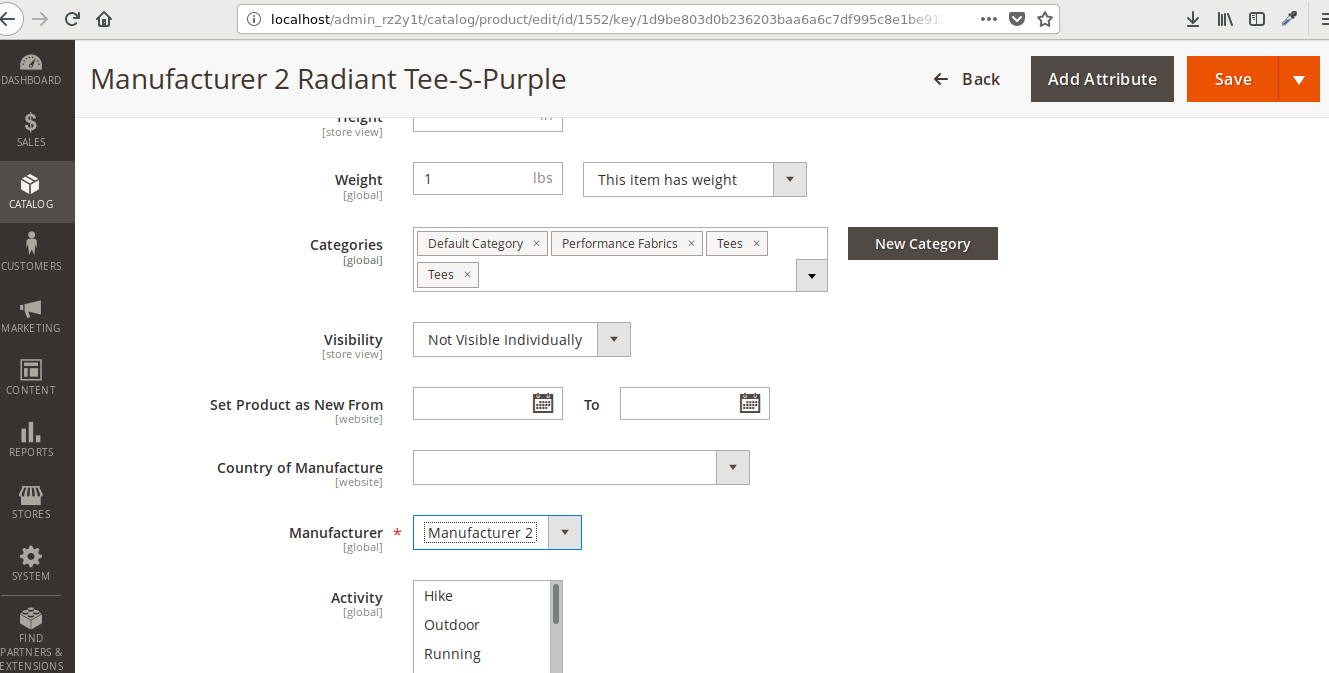 localhost/admin_rz2y1t/catalog/product/edit/id/1552/key/1d9be803d0b236203baa6a6c7df995c8e1be91
DASHBOARD
SALES
CATALOG
CUSTOMERS
MARKETING
CONTENT
REPORTS
STORES
SYSTEM
FIND
PARTNERS &
EXTENSIONS
Manufacturer 2 Radiant Tee-S-Purple
Back
Add Attribute
Save
Height
[store view]
in
Weight
[global]
1 lbs
This item has weight
Categories
[global]
Default Category × Performance Fabrics × Tees ×
Tees ×
New Category
Visibility
[store view]
Not Visible Individually
Set Product as New From
[website]
To
Country of Manufacture
[website]
Manufacturer *
[global]
Manufacturer 2
Activity
[global]
Hike
Outdoor
Running